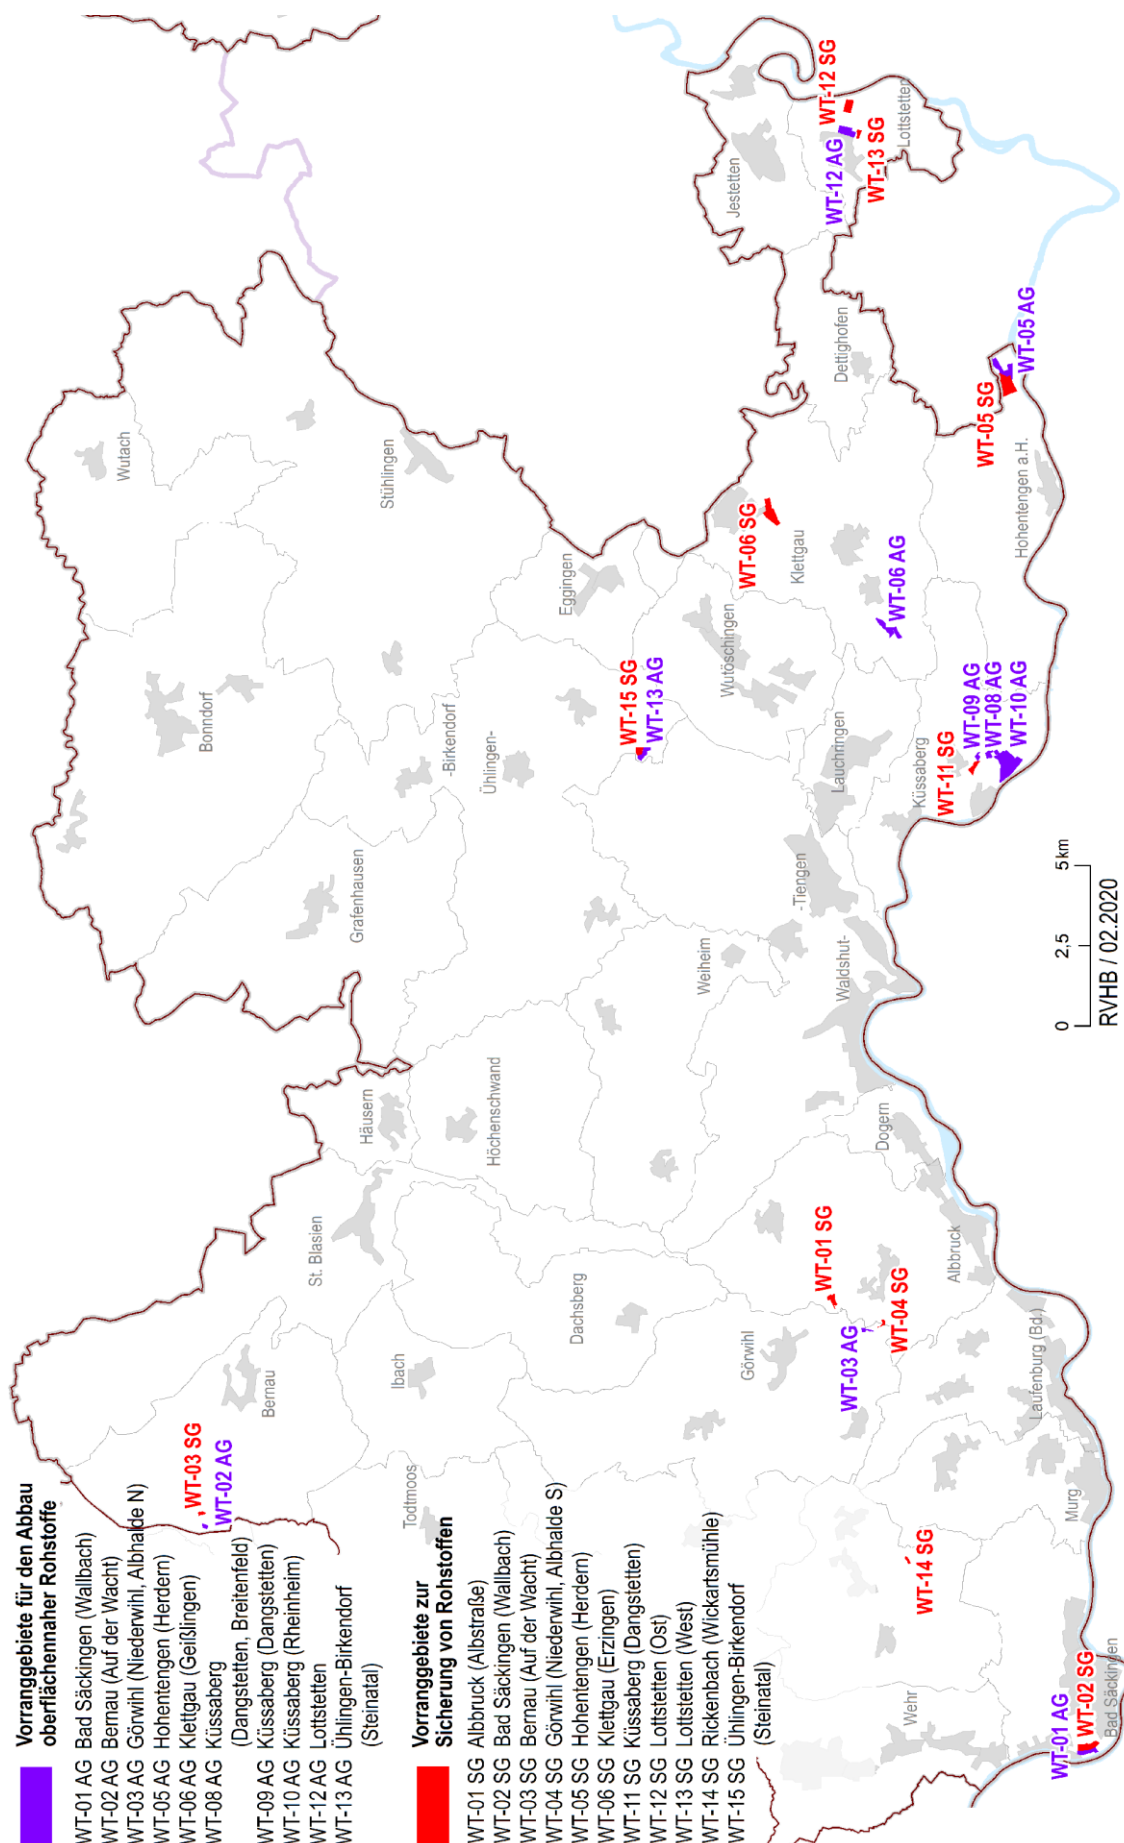 Vorranggebiete für den Abbau
oberflächennaher Rohstoffe
WT-01 AG Bad Säckingen (Wallbach)
WT-02 AG Bernau (Auf der Wacht)
WT-03 AG Görwihl (Niederwihl, Albhalde N)
WT-05 AG Hohentengen (Herdern)
WT-06 AG Klettgau (Geißlingen)
WT-08 AG Küssaberg
(Dangstetten, Breitenfeld)
WT-09 AG Küssaberg (Dangstetten)
WT-10 AG Küssaberg (Rheinheim)
WT-12 AG Lottstetten
WT-13 AG Ühlingen-Birkendorf
(Steinatal)
Vorranggebiete zur
Sicherung von Rohstoffen
WT-01 SG Albbruck (Albstraße)
WT-02 SG Bad Säckingen (Wallbach)
WT-03 SG Bernau (Auf der Wacht)
WT-04 SG Görwihl (Niederwihl, Albhalde S)
WT-05 SG Hohentengen (Herdern)
WT-06 SG Klettgau (Erzingen)
WT-11 SG Küssaberg (Dangstetten)
WT-12 SG Lottstetten (Ost)
WT-13 SG Lottstetten (West)
WT-14 SG Rickenbach (Wickartsmühle)
WT-15 SG Ühlingen-Birkendorf
(Steinatal)
WT-03 SG
WT-02 AG
Bernau
St. Blasien
Häusern
Höchenschwand
Ibach
Todtmoos
Dachsberg
Görwihl
WT-01 SG
WT-03 AG
WT-04 SG
WT-14 SG
Wehr
WT-01 AG
WT-02 SG
Bad Säckingen
Murg
Laufenburg (Bd.)
Albbruck
Dogern
Weilheim
Waldshut-
-Tiengen
Grafenhausen
Bonndorf
Wutach
Stühlingen
Ühlingen-
-Birkendorf
Eggingen
WT-15 SG
WT-13 AG
Wutöschingen
Lauchringen
Küssaberg
WT-11 SG
WT-09 AG
WT-08 AG
WT-10 AG
WT-06 SG
Klettgau
WT-06 AG
Hohentengen a.H.
WT-05 SG
WT-05 AG
Dettighofen
Jestetten
WT-12 AG
WT-12 SG
WT-13 SG
Lottstetten
0 2,5 5 km
RVHB / 02.2020